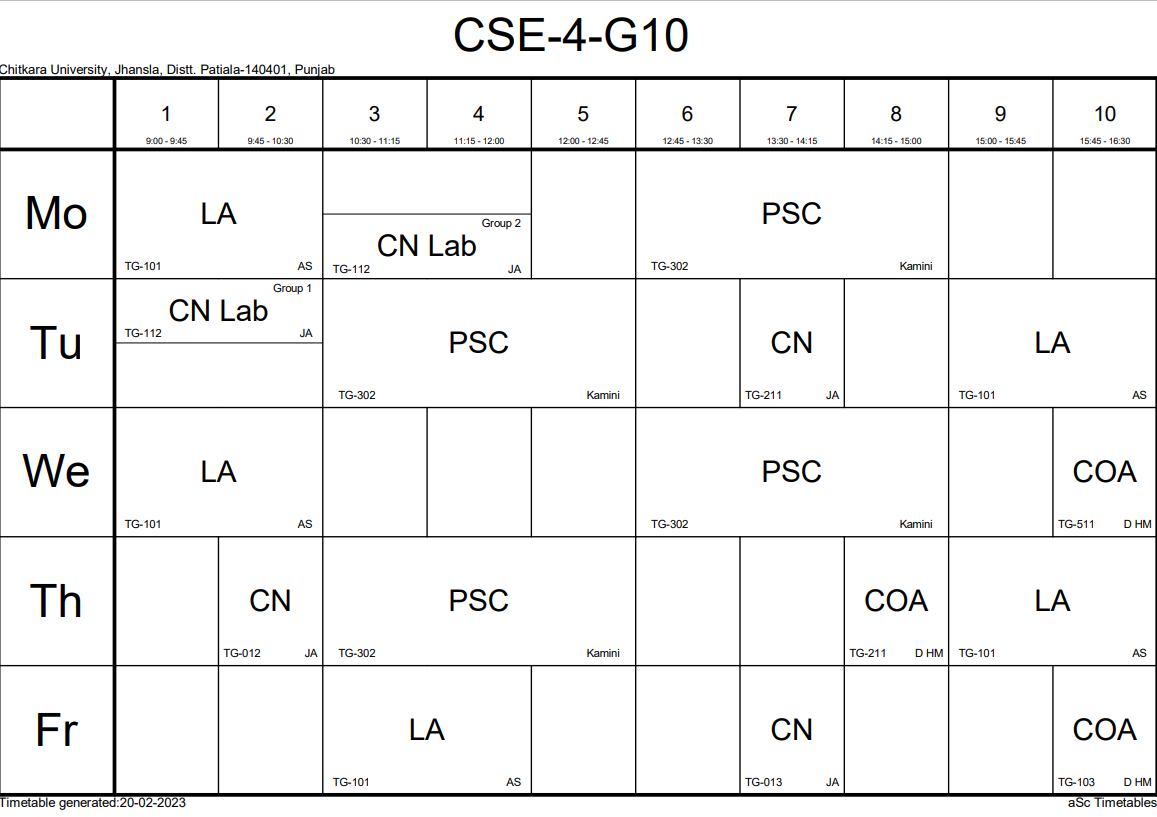 CSE-4-G10
Chitkara University, Jhansla, Distt. Patiala-140401, Punjab
1 2 3 4 5 6 7 8 9 10
9:00 - 9:45 9:45 - 10:30 10:30 - 11:15 11:15 - 12:00 12:00 - 12:45 12:45 - 13:30 13:30 - 14:15 14:15 - 15:00 15:00 - 15:45 15:45 - 16:30
Mo
LA
TG-101 AS
Group 2
CN Lab
TG-112 JA
PSC
TG-302 Kamini
Tu
Group 1
CN Lab
TG-112 JA
PSC
TG-302 Kamini
CN
TG-211 JA
LA
TG-101 AS
We
LA
TG-101 AS
PSC
TG-302 Kamini
COA
TG-511 D HM
Th
CN
TG-012 JA
PSC
TG-302 Kamini
COA
TG-211 D HM
LA
TG-101 AS
Fr
LA
TG-101 AS
CN
TG-013 JA
COA
TG-103 D HM
Timetable generated:20-02-2023
aSc Timetables